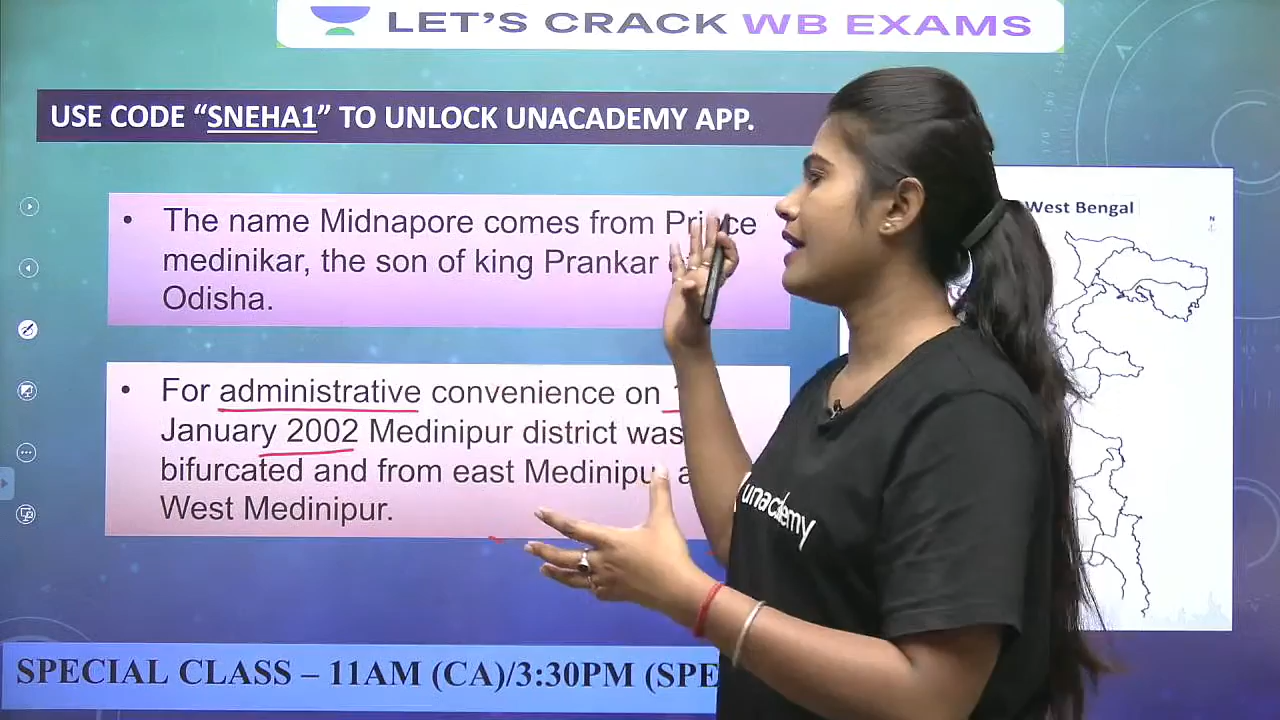 LET'S CRACK WB EXAMS
USE CODE “SNEHA1” TO UNLOCK UNACADEMY APP.
West Bengal
N
• The name Midnapore comes from Prince
medinikar, the son of king Prankar
Odisha.
• For administrative convenience on
January 2002 Medinipur district was
bifurcated and from east Medinipu
West Medinipur.
unacademy
SPECIAL CLASS – 11AM (CA)/3:30PM (SPE